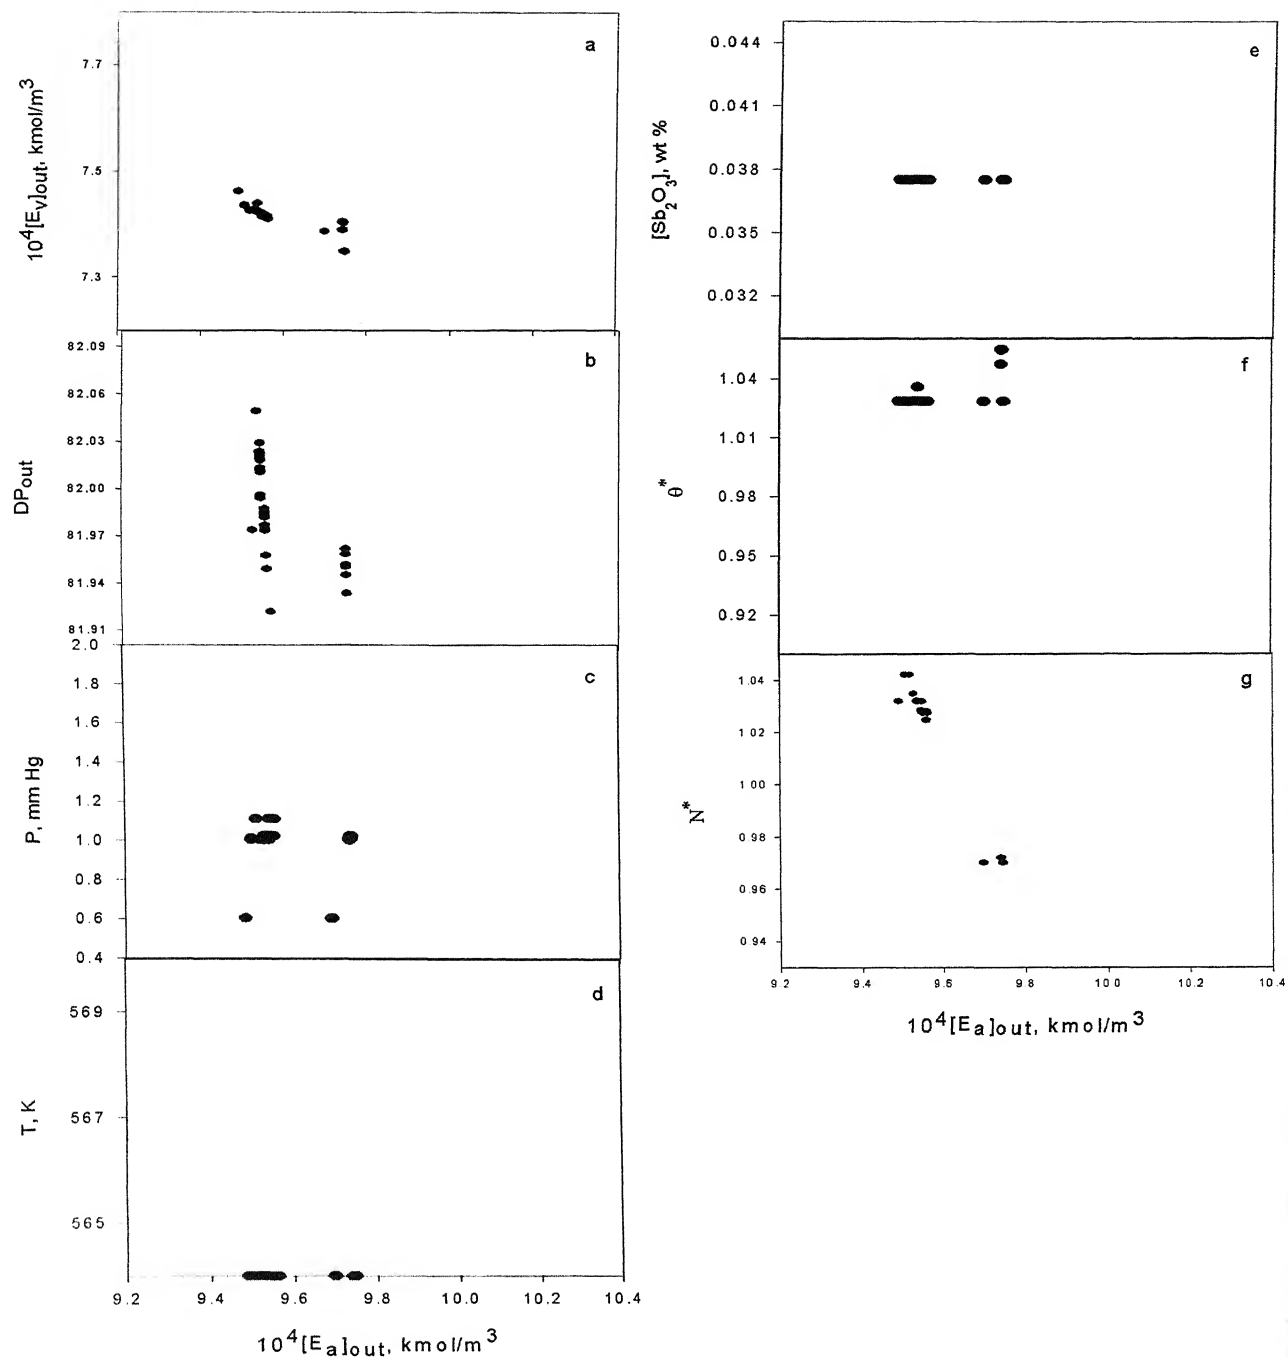 a
7.7
7.5
7.3
10⁴[Eᵥ]out, kmol/m³
b
82.09
82.06
82.03
82.00
81.97
81.94
81.91
DPout
c
2.0
1.8
1.6
1.4
1.2
1.0
0.8
0.6
0.4
P, mm Hg
d
569
567
565
T, K
9.2 9.4 9.6 9.8 10.0 10.2 10.4
10⁴[Eₐ]out, kmol/m³
e
0.044
0.041
0.038
0.035
0.032
[Sb₂O₃], wt %
f
1.04
1.01
0.98
0.95
0.92
θ*
g
1.04
1 02
1 00
0.98
0.96
0 94
N*
9.2 9.4 9.6 9.8 10 0 10.2 10.4
10⁴[Eₐ]out, kmol/m³